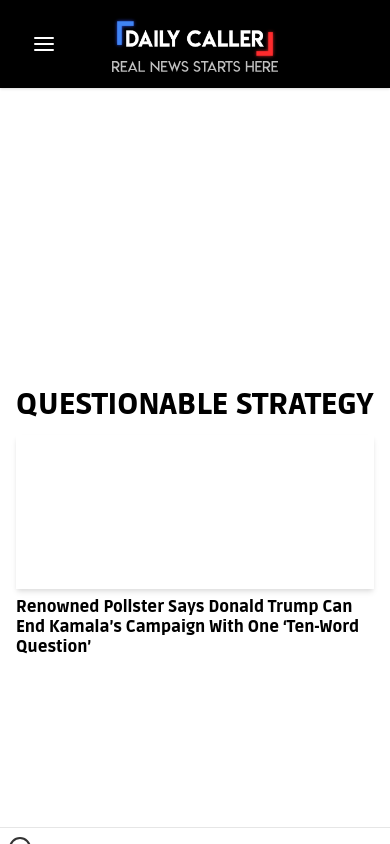 DAILY CALLER
REAL NEWS STARTS HERE
QUESTIONABLE STRATEGY
Renowned Pollster Says Donald Trump Can
End Kamala’s Campaign With One ‘Ten-Word
Question’